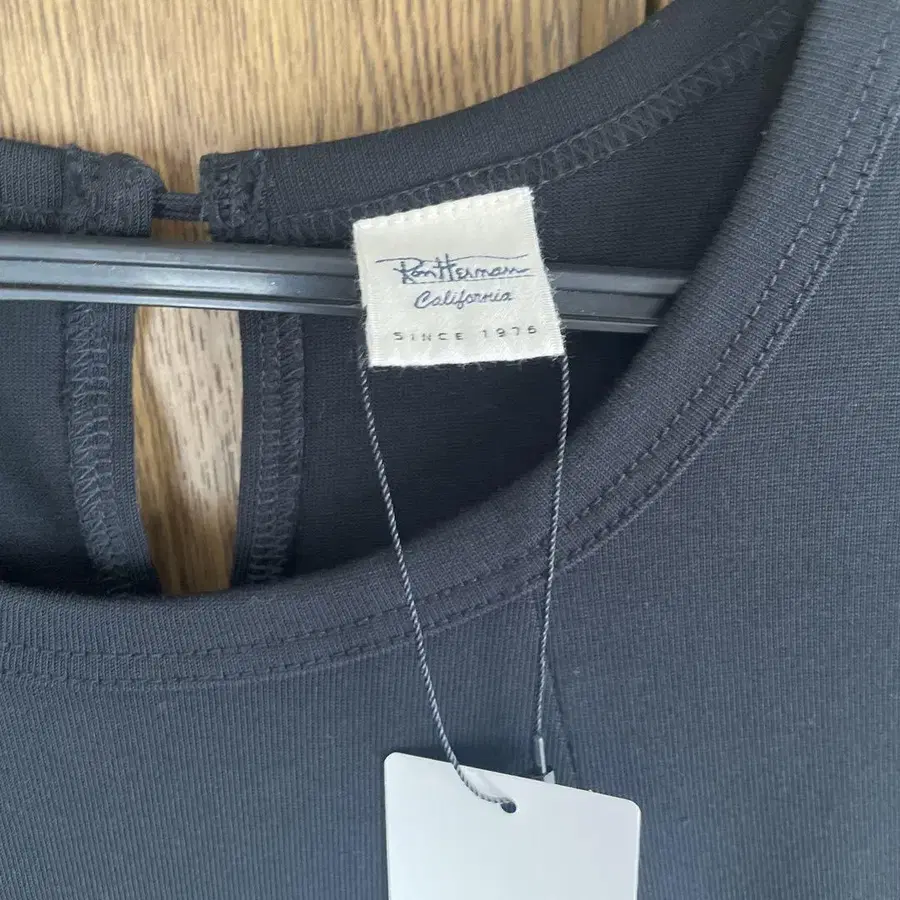 Ron Herman
California
SINCE 1976